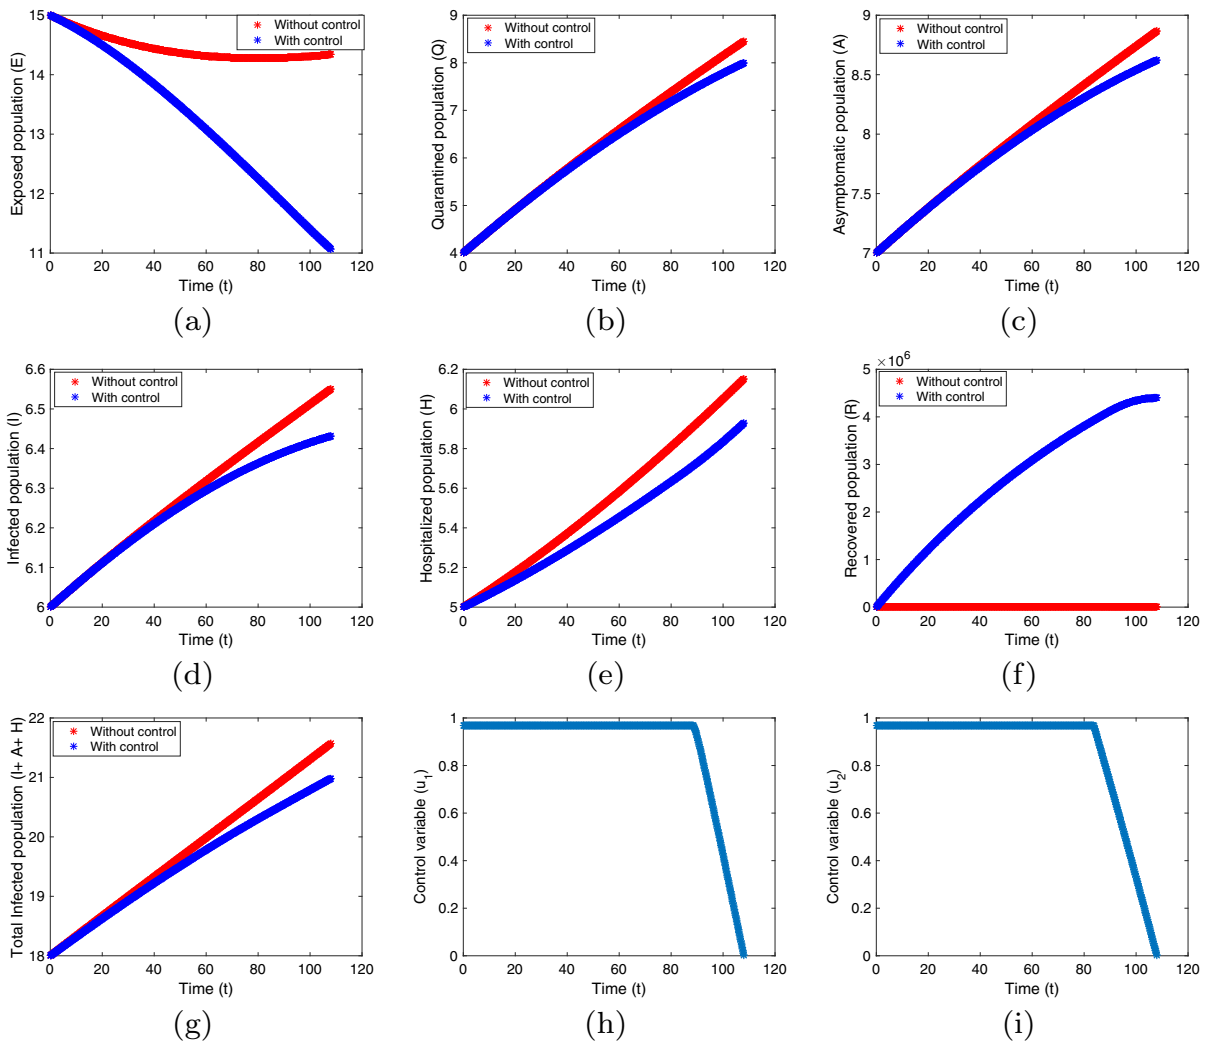 Exposed population (E)
15
14
13
12
11
Without control
With control
0 20 40 60 80 100 120
Time (t)
(a)
Quarantined population (Q)
9
8
7
6
5
4
Without control
With control
0 20 40 60 80 100 120
Time (t)
(b)
Asymptomatic population (A)
9
8.5
8
7.5
7
Without control
With control
0 20 40 60 80 100 120
Time (t)
(c)
Infected population (I)
6.6
6.5
6.4
6.3
6.2
6.1
6
Without control
With control
0 20 40 60 80 100 120
Time (t)
(d)
Hospitalized population (H)
6.2
6
5.8
5.6
5.4
5.2
5
Without control
With control
0 20 40 60 80 100 120
Time (t)
(e)
Recovered population (R)
×10⁶
5
4
3
2
1
0
Without control
With control
0 20 40 60 80 100 120
Time (t)
(f)
Total Infected population (I+ A+ H)
22
21
20
19
18
Without control
With control
0 20 40 60 80 100 120
Time (t)
(g)
Control variable (u₁)
1
0.8
0.6
0.4
0.2
0
0 20 40 60 80 100 120
Time (t)
(h)
Control variable (u₂)
1
0.8
0.6
0.4
0.2
0
0 20 40 60 80 100 120
Time (t)
(i)